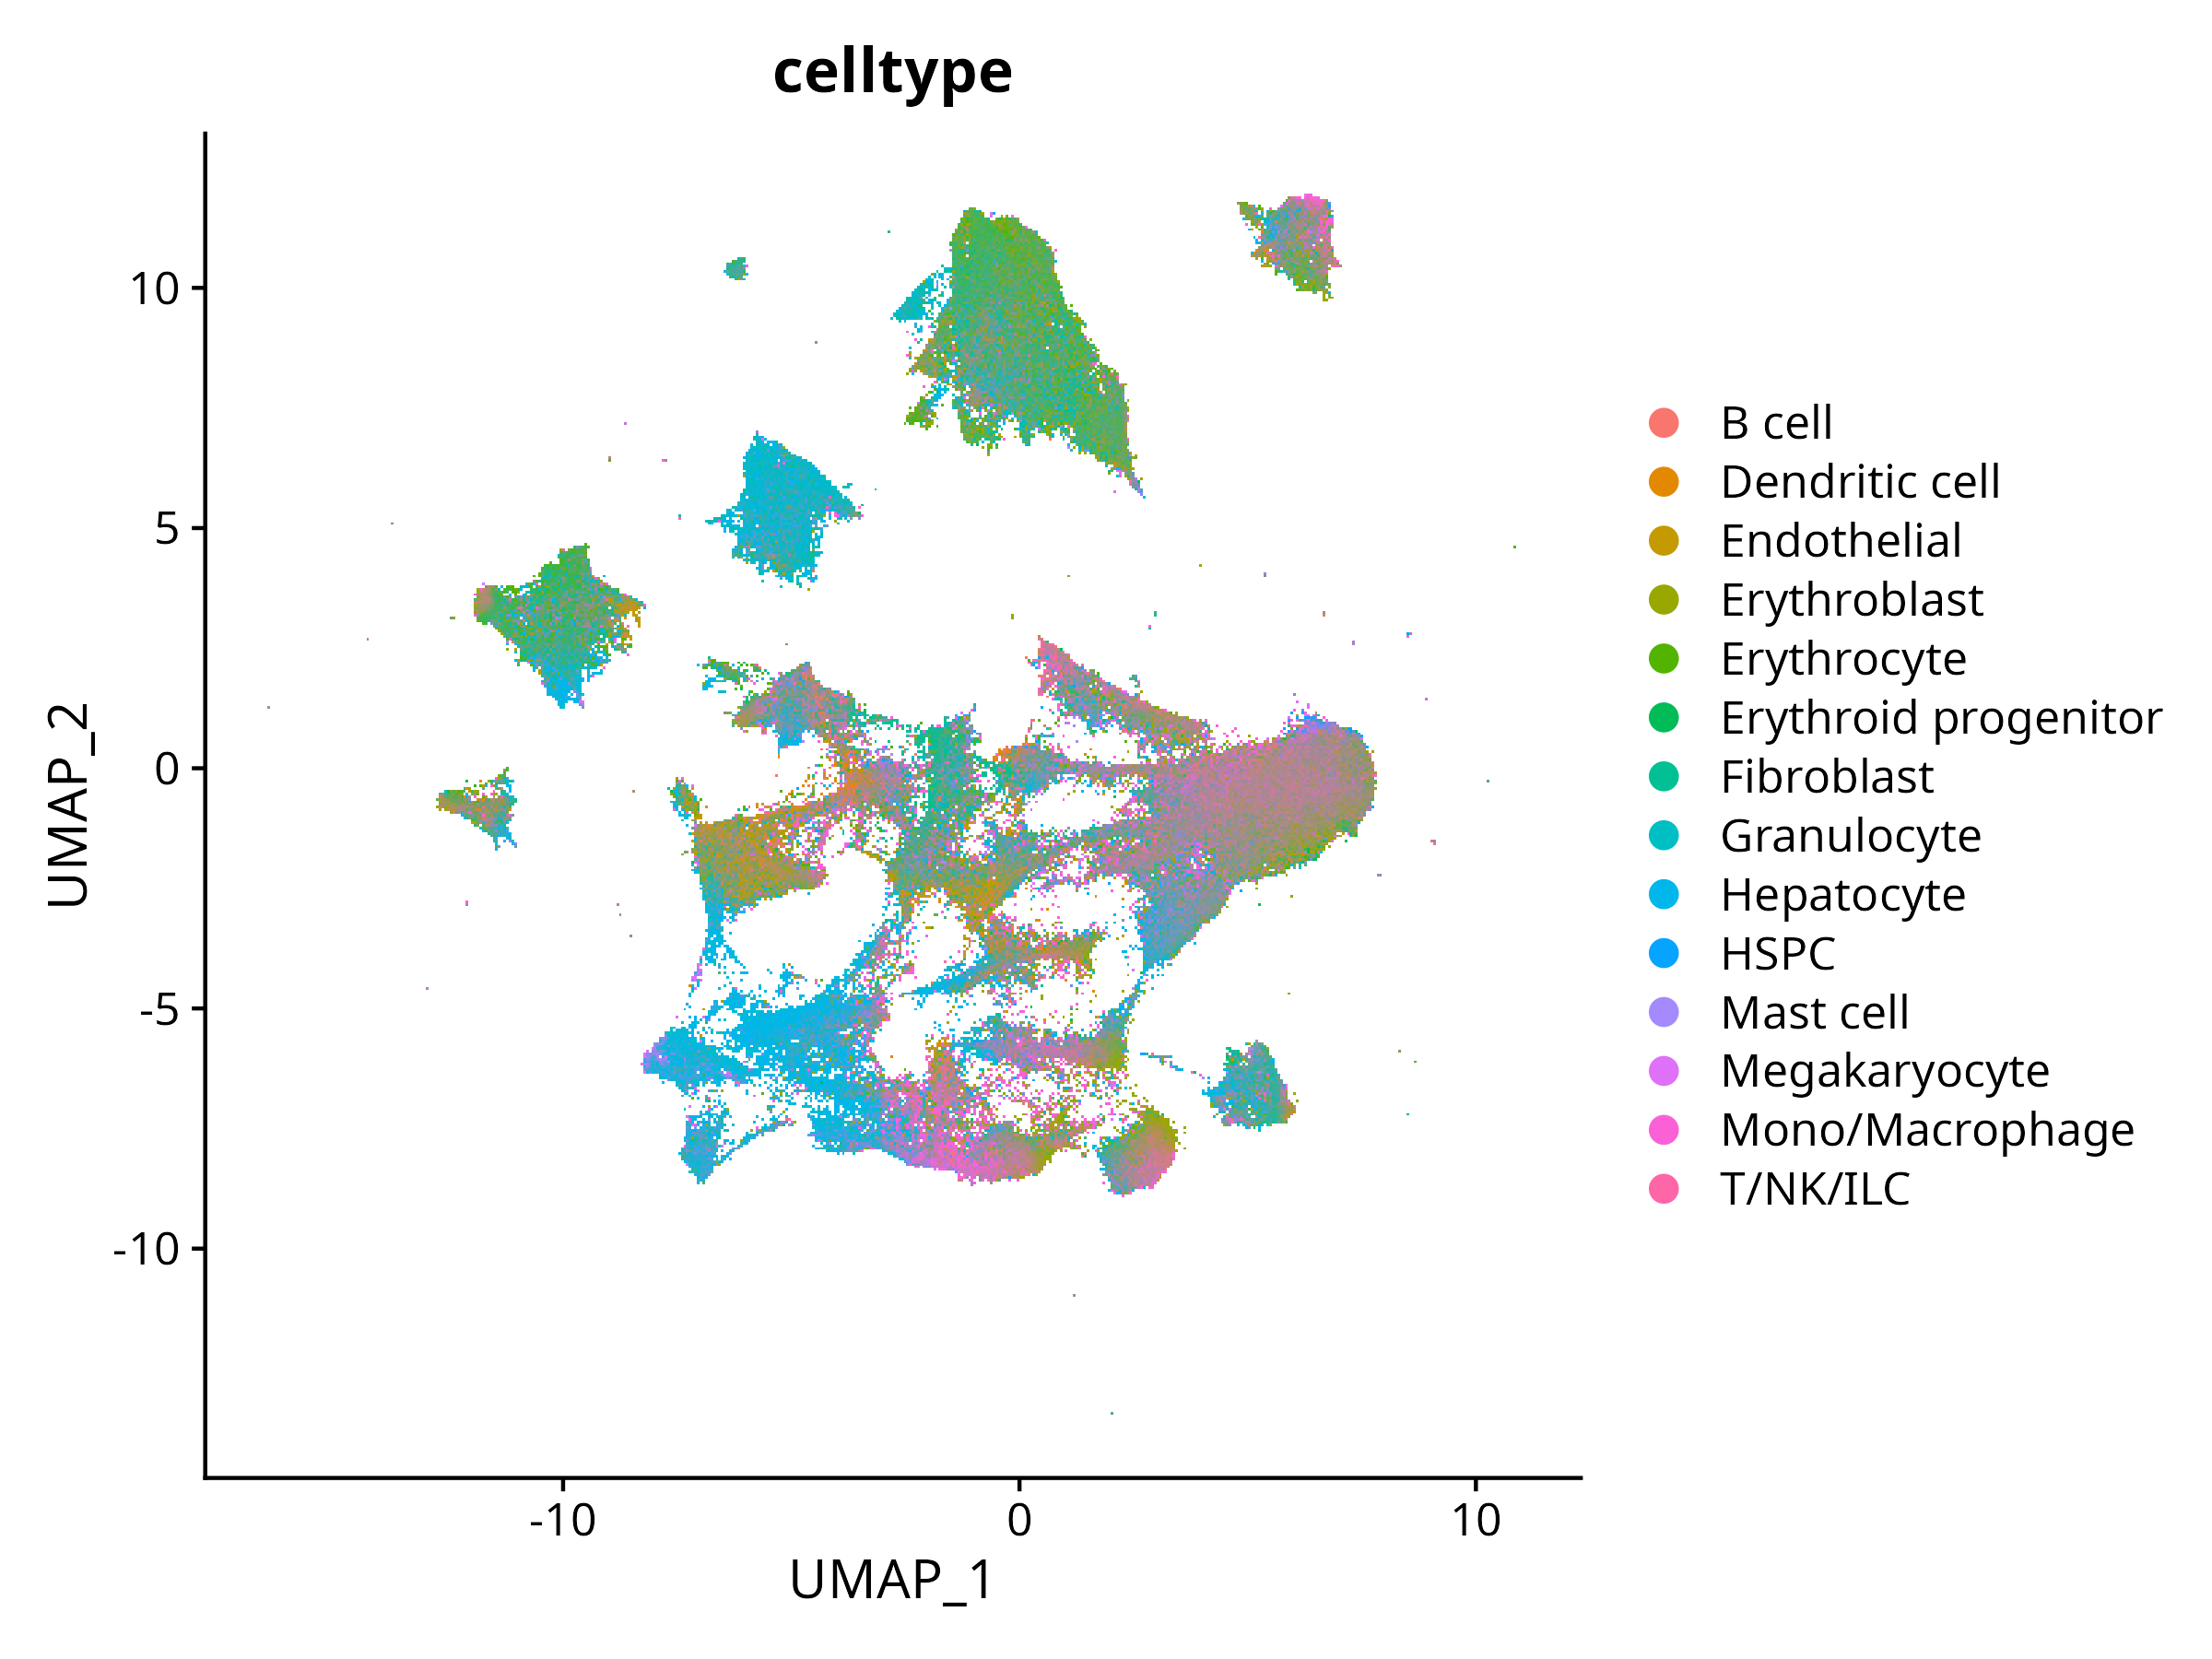 celltype
UMAP_2
10
5
0
-5
-10
-10
0
10
UMAP_1
B cell
Dendritic cell
Endothelial
Erythroblast
Erythrocyte
Erythroid progenitor
Fibroblast
Granulocyte
Hepatocyte
HSPC
Mast cell
Megakaryocyte
Mono/Macrophage
T/NK/ILC